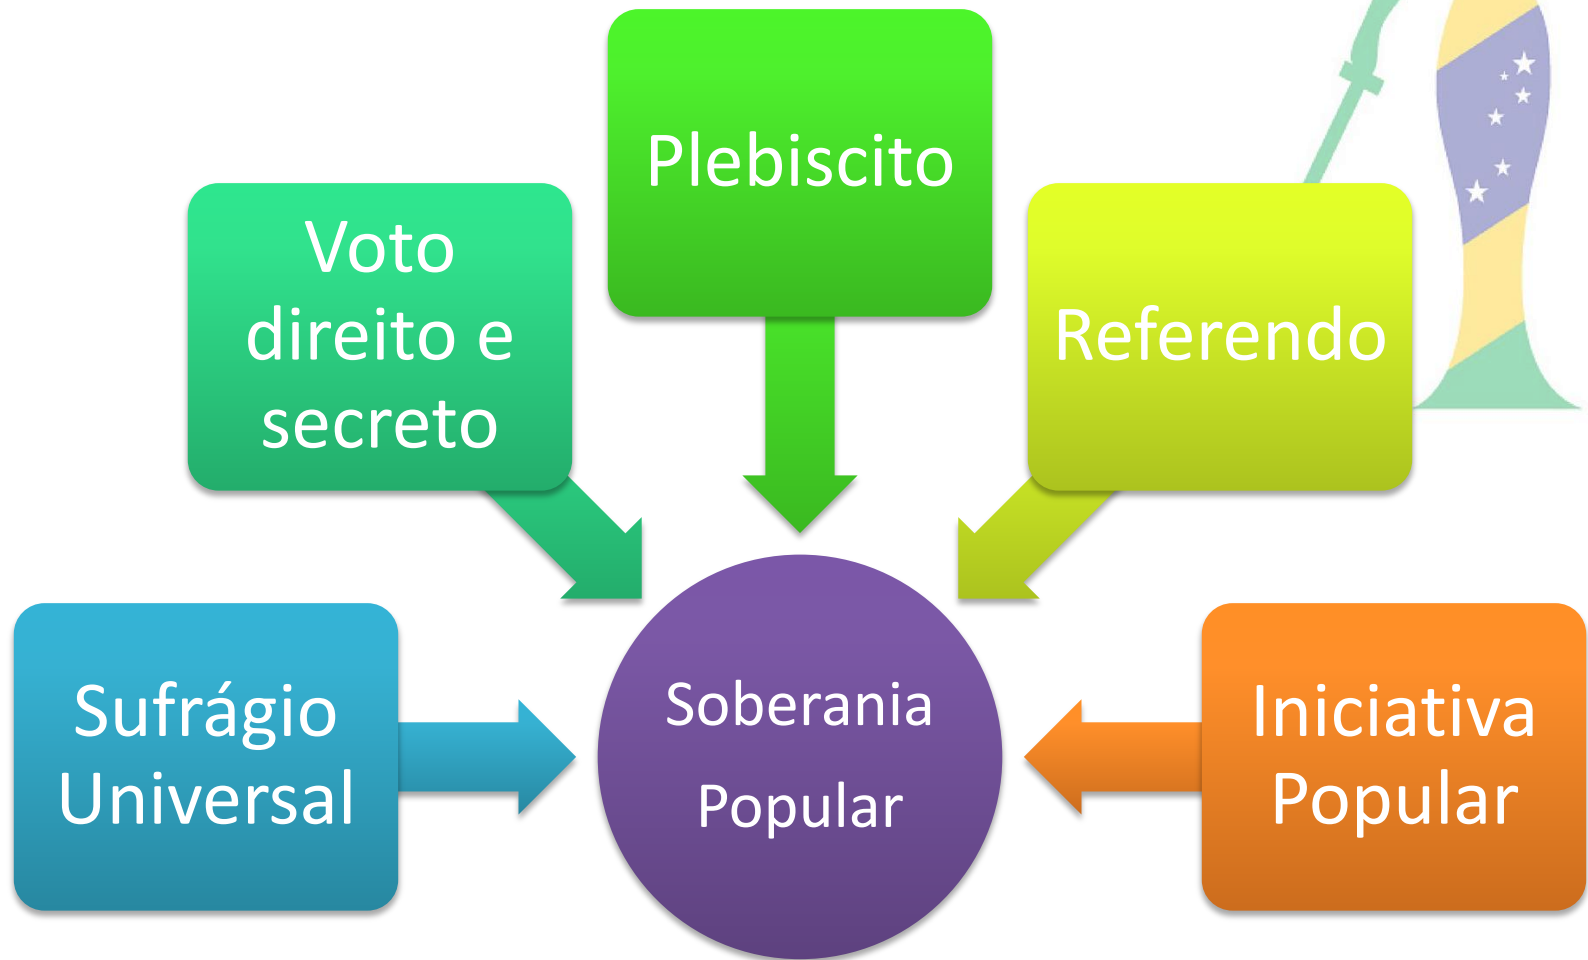 Plebiscito
Voto
direito e
secreto
Referendo
Sufrágio
Universal
Soberania
Popular
Iniciativa
Popular